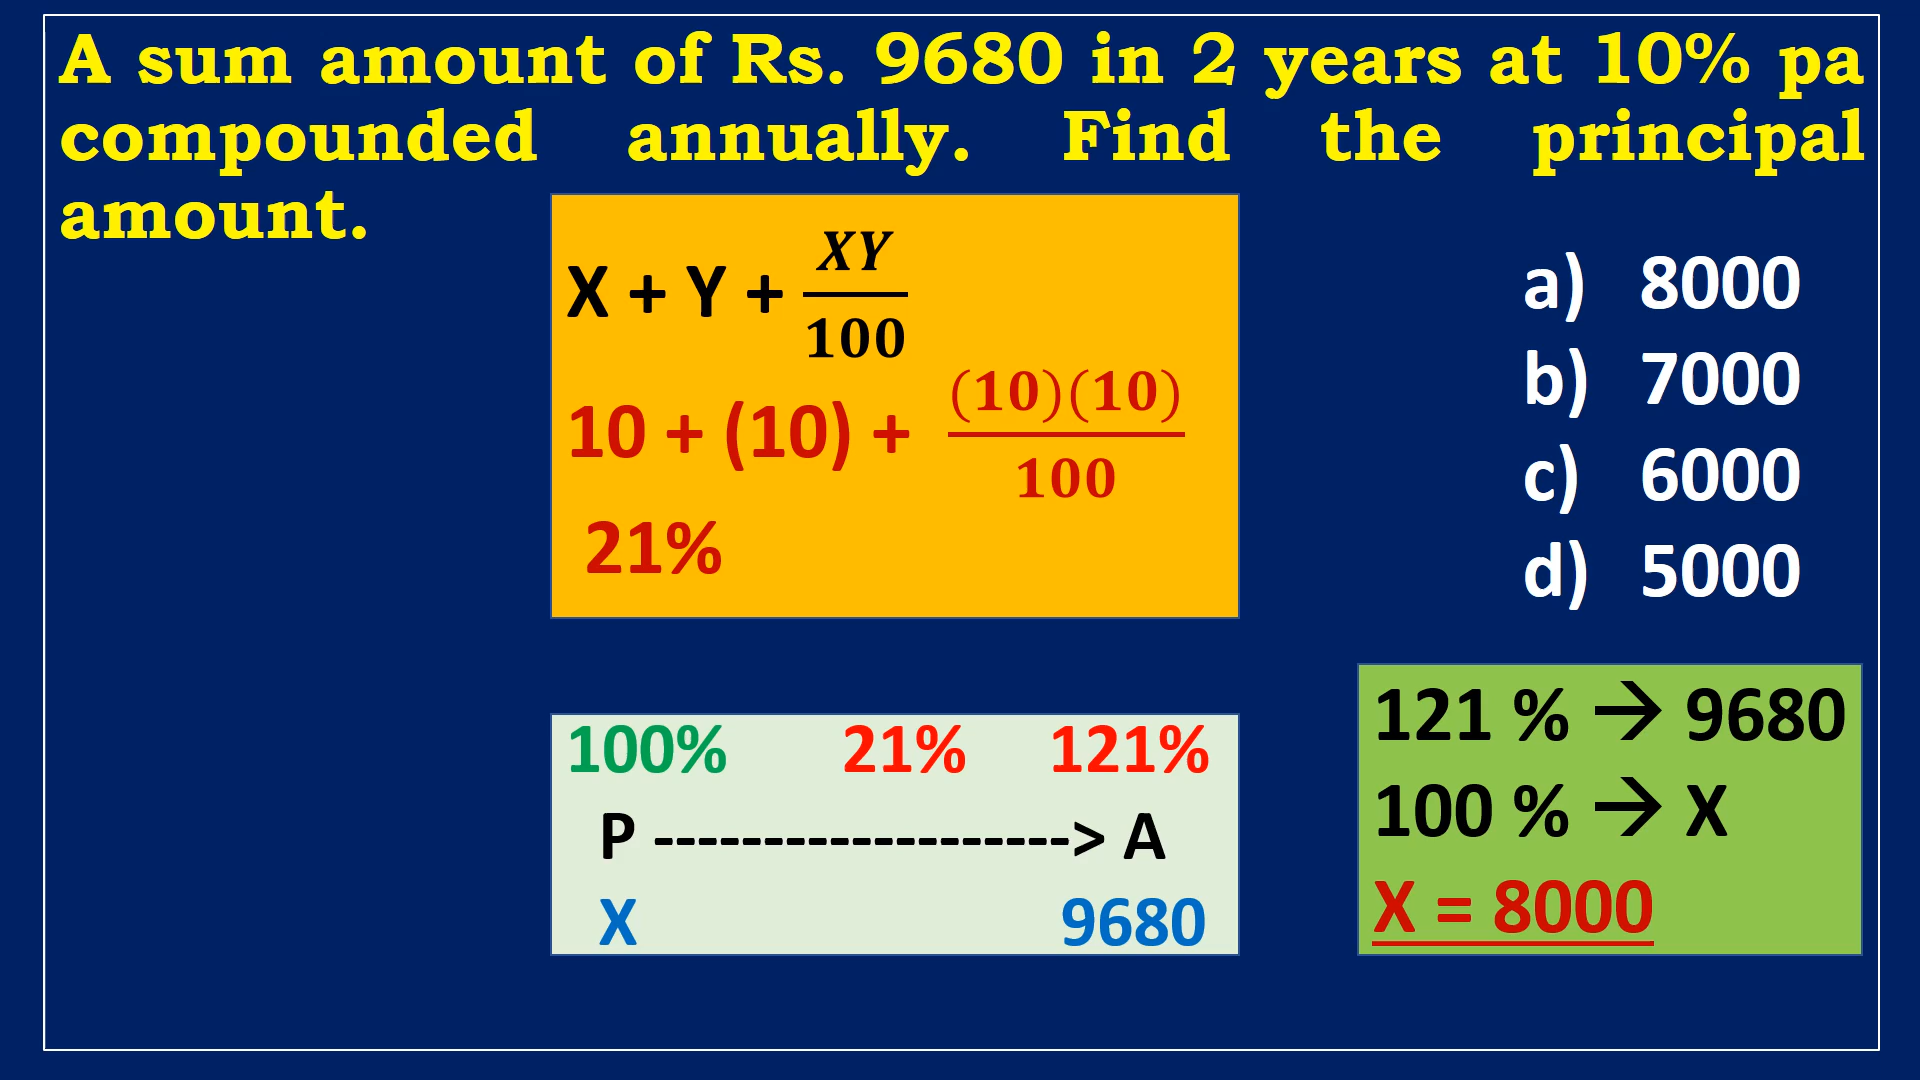 A sum amount of Rs. 9680 in 2 years at 10% pa
compounded annually. Find the principal
amount.
X + Y + XY/100
10 + (10) + (10)(10)/100
21%
a) 8000
b) 7000
c) 6000
d) 5000
100% 21% 121%
P -------------------> A
X 9680
121 % → 9680
100 % → X
X = 8000